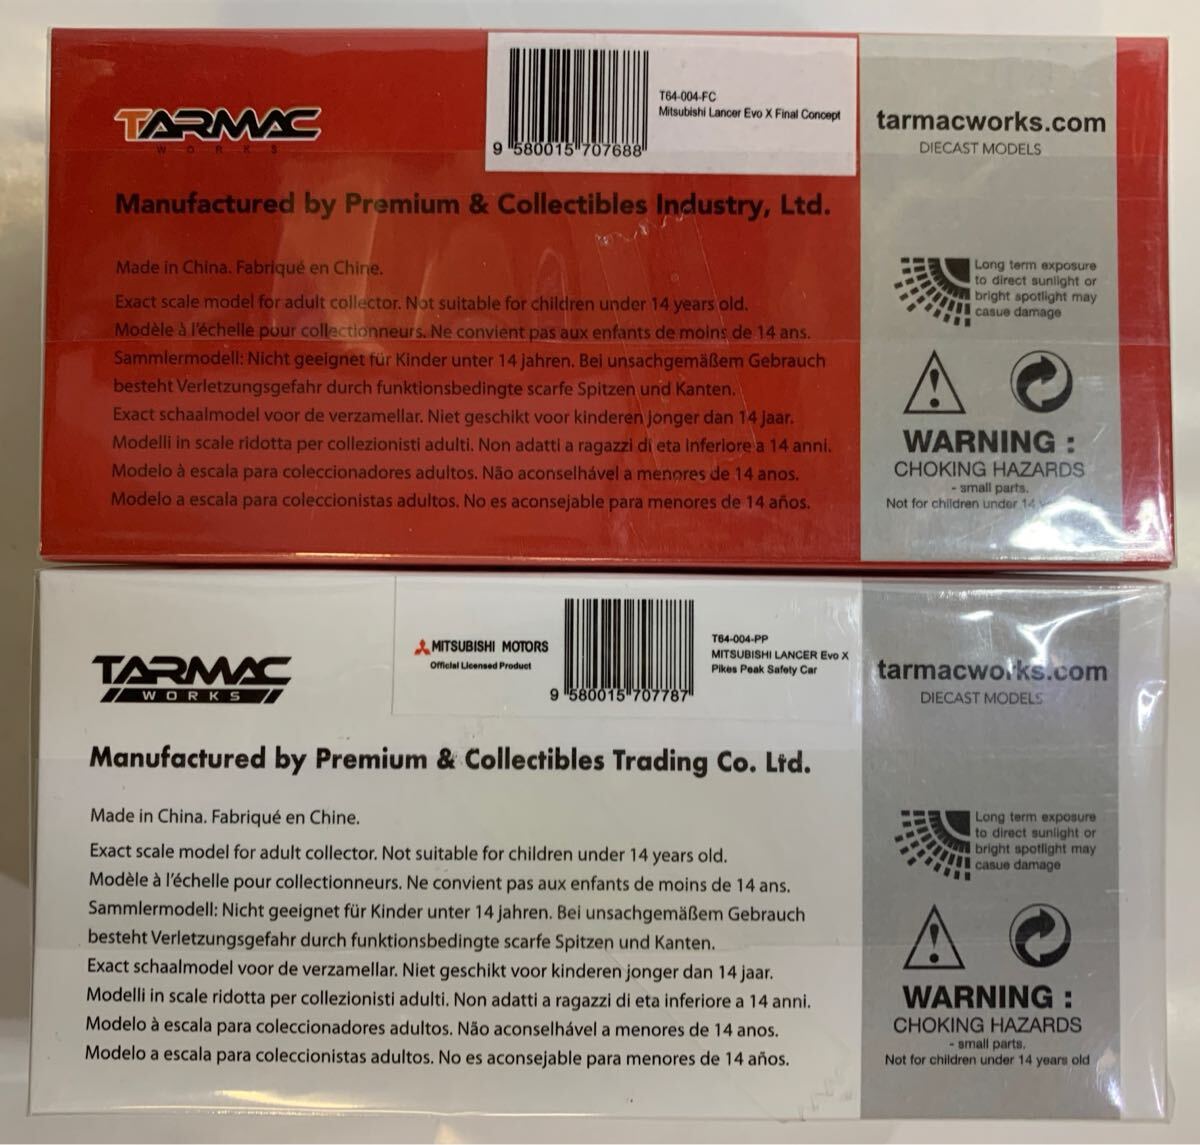 TARMAC
WORKS
9 580015 707688
T64-004-FC
Mitsubishi Lancer Evo X Final Concept
Manufactured by Premium & Collectibles Industry, Ltd.
Made in China. Fabriqué en Chine.
Exact scale model for adult collector. Not suitable for children under 14 years old.
Modèle à l'échelle pour collectionneurs. Ne convient pas aux enfants de moins de 14 ans.
Sammlermodell: Nicht geeignet für Kinder unter 14 jahren. Bei unsachgemäßem Gebrauch
besteht Verletzungsgefahr durch funktionsbedingte scarfe Spitzen und Kanten.
Exact schaalmodel voor de verzamellar. Niet geschikt voor kinderen jonger dan 14 jaar.
Modelli in scale ridotta per collezionisti adulti. Non adatti a ragazzi di eta inferiore a 14 anni.
Modelo à escala para coleccionadores adultos. Não aconselhável a menores de 14 anos.
Modelo a escala para coleccionistas adultos. No es aconsejable para menores de 14 años.
tarmacworks.com
DIECAST MODELS
Long term exposure
to direct sunlight or
bright spotlight may
casue damage
WARNING :
CHOKING HAZARDS
- small parts.
Not for children under 14
TARMAC
WORKS
MITSUBISHI MOTORS
Official Licensed Product
9 580015 707787
T64-004-PP
MITSUBISHI LANCER Evo X
Pikes Peak Safety Car
Manufactured by Premium & Collectibles Trading Co. Ltd.
Made in China. Fabriqué en Chine.
Exact scale model for adult collector. Not suitable for children under 14 years old.
Modèle à l'échelle pour collectionneurs. Ne convient pas aux enfants de moins de 14 ans.
Sammlermodell: Nicht geeignet für Kinder unter 14 jahren. Bei unsachgemäßem Gebrauch
besteht Verletzungsgefahr durch funktionsbedingte scarfe Spitzen und Kanten.
Exact schaalmodel voor de verzamellar. Niet geschikt voor kinderen jonger dan 14 jaar.
Modelli in scale ridotta per collezionisti adulti. Non adatti a ragazzi di eta inferiore a 14 anni.
Modelo à escala para coleccionadores adultos. Não aconselhável a menores de 14 anos.
Modelo a escala para coleccionistas adultos. No es aconsejable para menores de 14 años.
tarmacworks.com
DIECAST MODELS
Long term exposure
to direct sunlight or
bright spotlight may
casue damage
WARNING :
CHOKING HAZARDS
- small parts.
Not for children under 14 years old